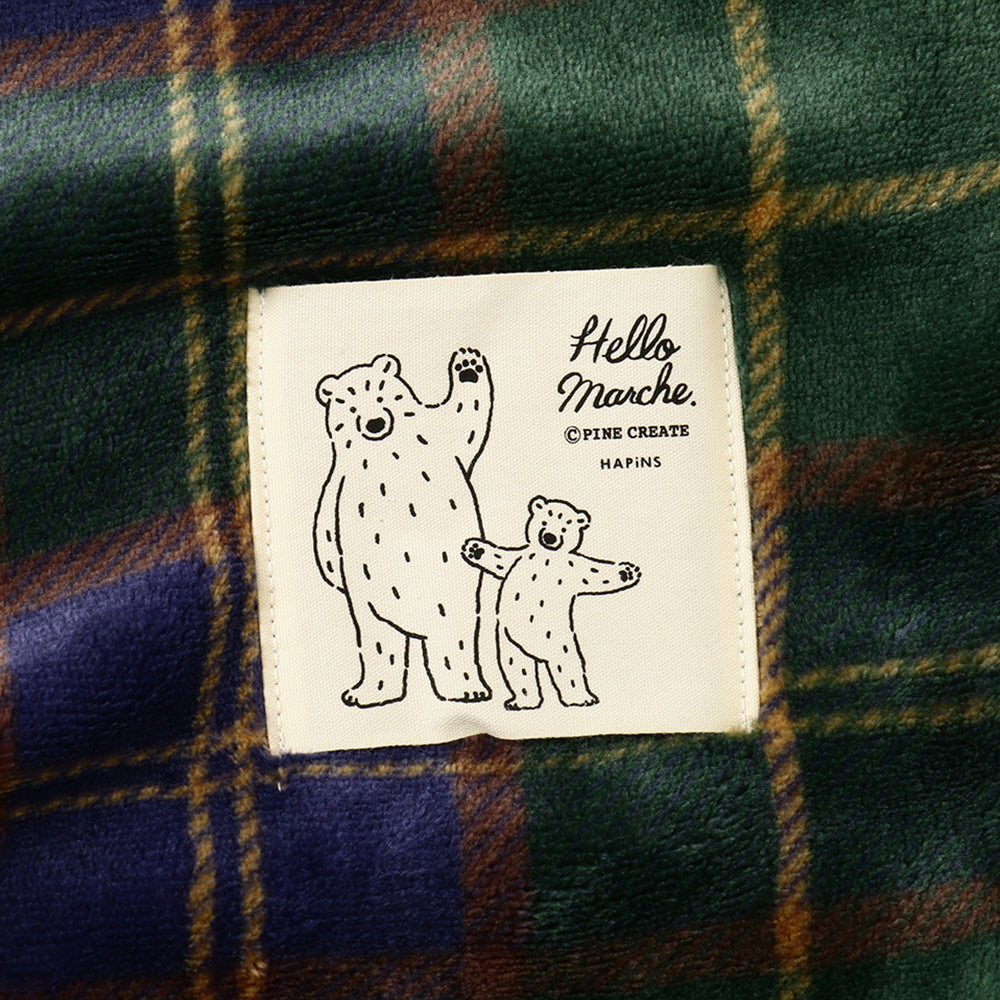 Hello
Marche.
©PINE CREATE
HAPiNS